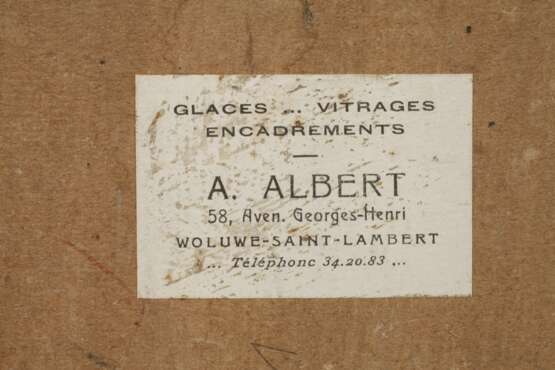 GLACES ... VITRAGES
ENCADREMENTS
—
A. ALBERT
58, Aven. Georges-Henri
WOLUWE-SAINT-LAMBERT
... Téléphone 34.20.83 ...